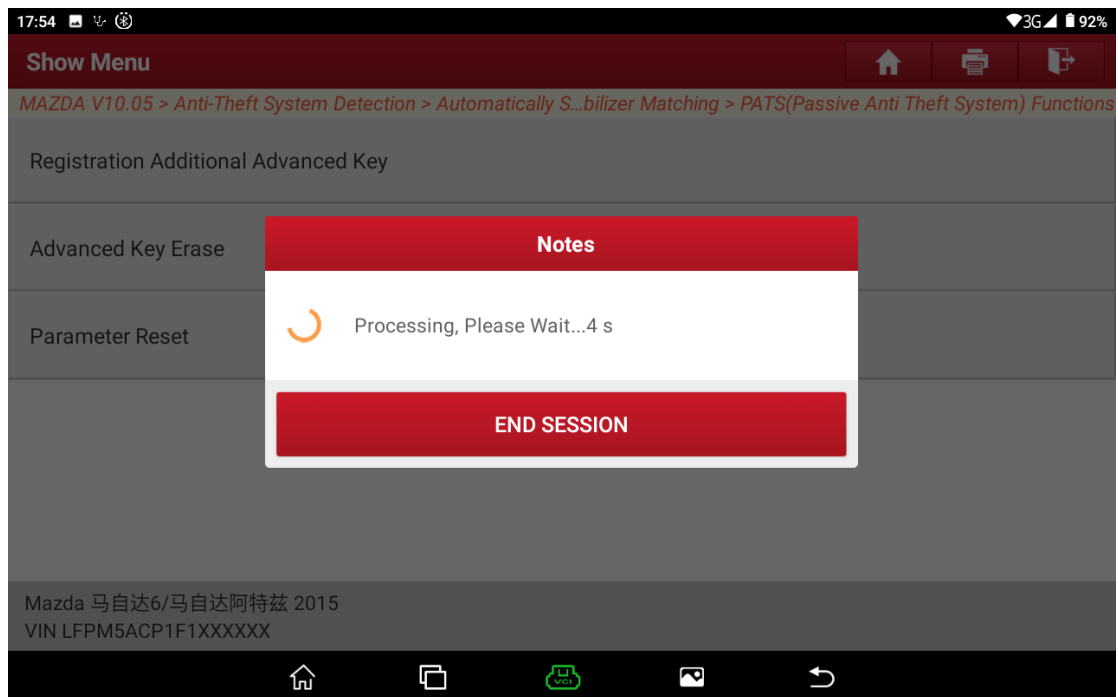 17:54 3G 92%
Show Menu
MAZDA V10.05 > Anti-Theft System Detection > Automatically S...bilizer Matching > PATS(Passive Anti Theft System) Functions
Registration Additional Advanced Key
Advanced Key Erase
Parameter Reset
Notes
Processing, Please Wait...4 s
END SESSION
Mazda 马自达6/马自达阿特兹 2015
VIN LFPM5ACP1F1XXXXXX
VCI